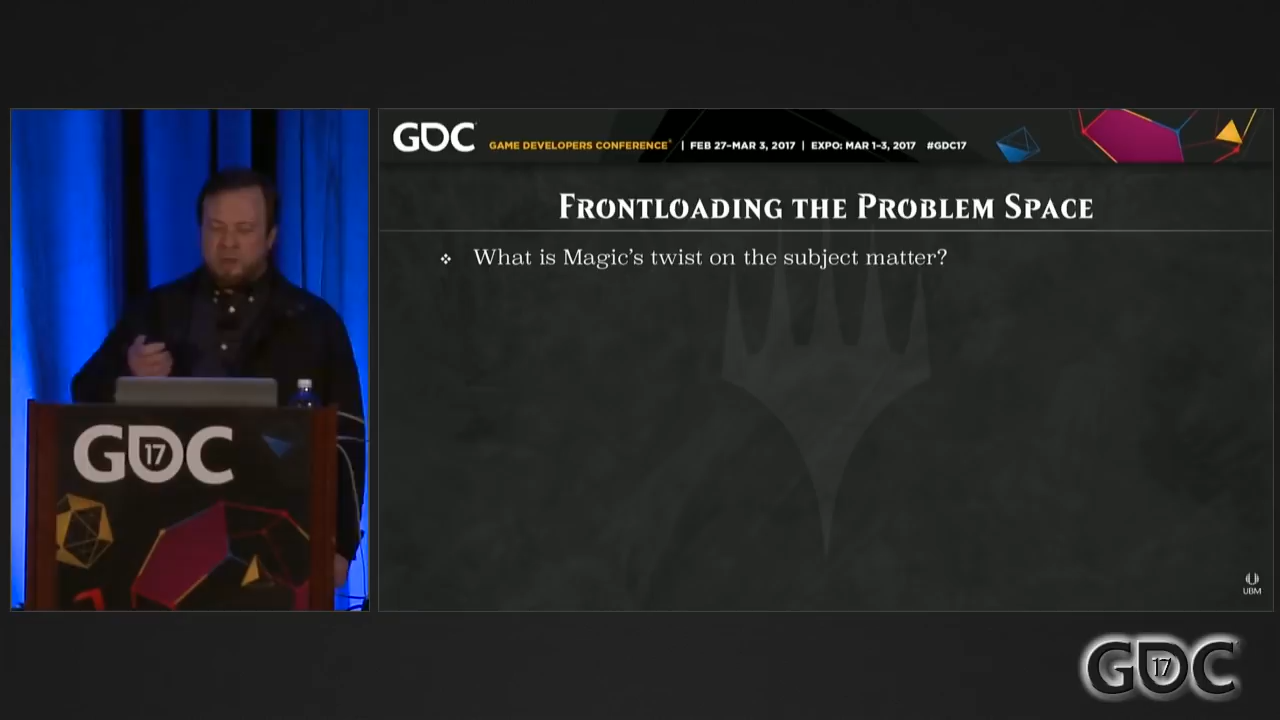 GDC
GAME DEVELOPERS CONFERENCE® | FEB 27–MAR 3, 2017 | EXPO: MAR 1–3, 2017 #GDC17
FRONTLOADING THE PROBLEM SPACE
❖ What is Magic's twist on the subject matter?
GDC
17
UBM
GDC
17